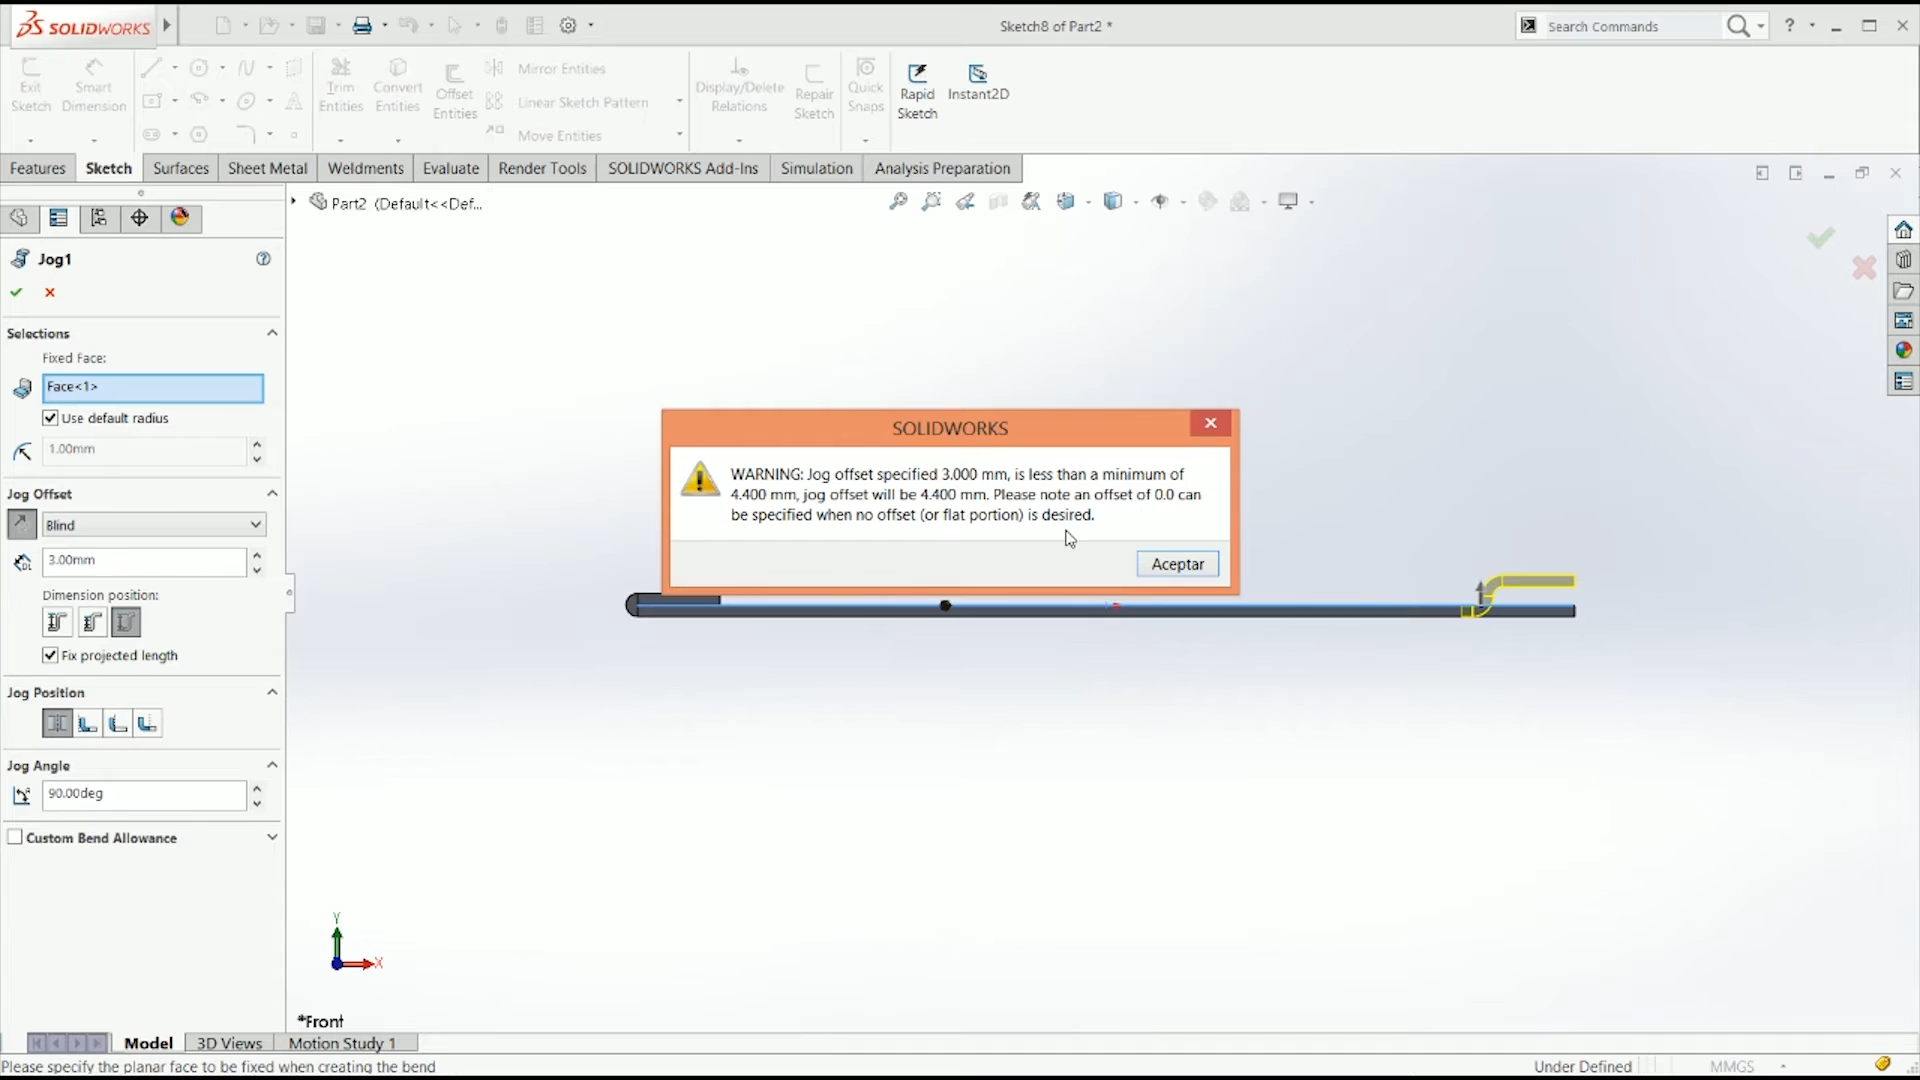 SOLIDWORKS
Sketch8 of Part2 *
Search Commands
?
Exit Sketch
Smart Dimension
Trim Entities
Convert Entities
Offset Entities
Mirror Entities
Linear Sketch Pattern
Move Entities
Display/Delete Relations
Repair Sketch
Quick Snaps
Rapid Sketch
Instant2D
Features
Sketch
Surfaces
Sheet Metal
Weldments
Evaluate
Render Tools
SOLIDWORKS Add-Ins
Simulation
Analysis Preparation
Part2 (Default<<Def...
Jog1
Selections
Fixed Face:
Face<1>
Use default radius
1.00mm
Jog Offset
Blind
3.00mm
Dimension position:
Fix projected length
Jog Position
Jog Angle
90.00deg
Custom Bend Allowance
SOLIDWORKS
WARNING: Jog offset specified 3.000 mm, is less than a minimum of
4.400 mm, jog offset will be 4.400 mm. Please note an offset of 0.0 can
be specified when no offset (or flat portion) is desired.
Aceptar
Y
X
*Front
Model
3D Views
Motion Study 1
Please specify the planar face to be fixed when creating the bend
Under Defined
MMGS